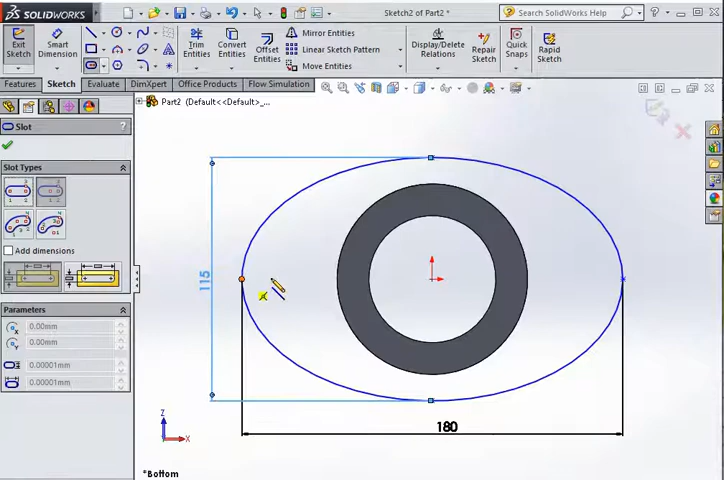 SOLIDWORKS
Sketch2 of Part2 *
Search SolidWorks Help
Exit Sketch
Smart Dimension
Trim Entities
Convert Entities
Offset Entities
Mirror Entities
Linear Sketch Pattern
Move Entities
Display/Delete Relations
Repair Sketch
Quick Snaps
Rapid Sketch
Features
Sketch
Evaluate
DimXpert
Office Products
Flow Simulation
Part2 (Default<<Default>_...
Slot
?
Slot Types
Add dimensions
Parameters
0.00mm
0.00mm
0.00001mm
0.00001mm
115
180
Z
X
*Bottom